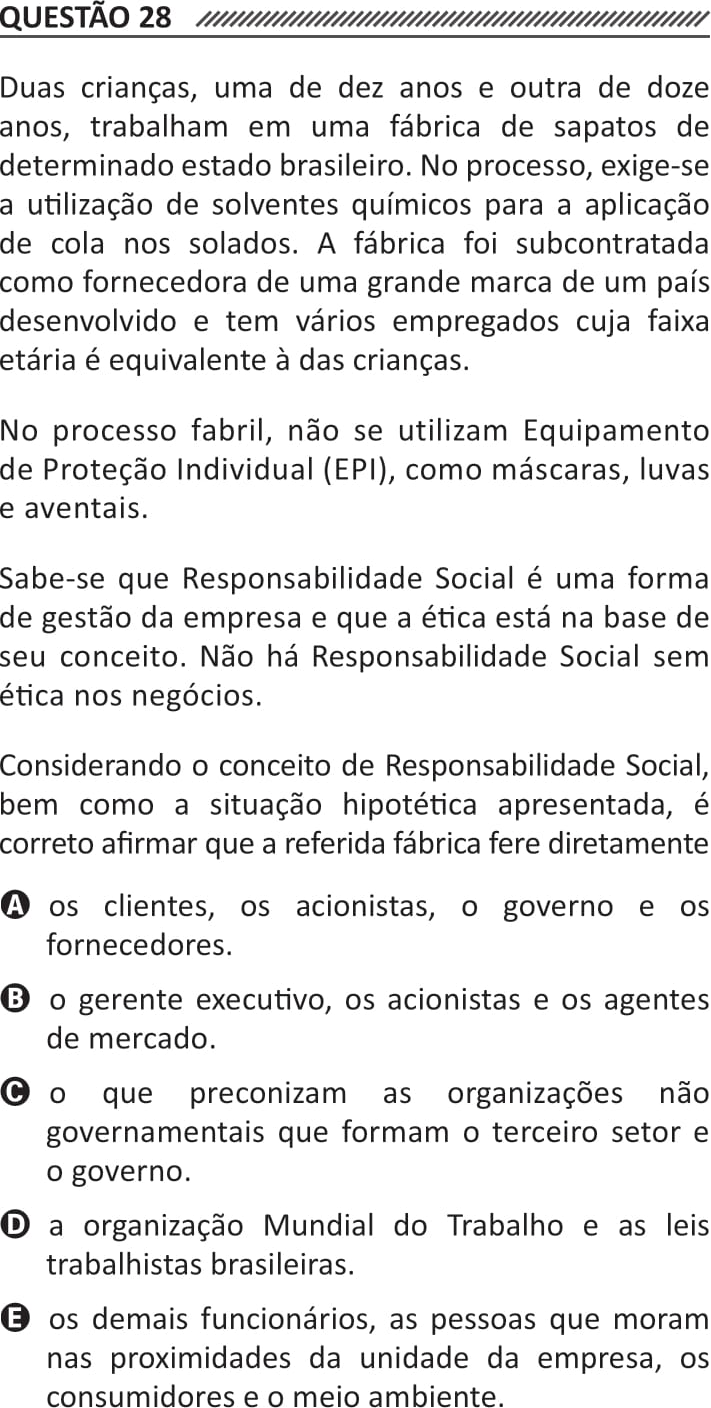 QUESTÃO 28
Duas crianças, uma de dez anos e outra de doze
anos, trabalham em uma fábrica de sapatos de
determinado estado brasileiro. No processo, exige-se
a utilização de solventes químicos para a aplicação
de cola nos solados. A fábrica foi subcontratada
como fornecedora de uma grande marca de um país
desenvolvido e tem vários empregados cuja faixa
etária é equivalente à das crianças.
No processo fabril, não se utilizam Equipamento
de Proteção Individual (EPI), como máscaras, luvas
e aventais.
Sabe-se que Responsabilidade Social é uma forma
de gestão da empresa e que a ética está na base de
seu conceito. Não há Responsabilidade Social sem
ética nos negócios.
Considerando o conceito de Responsabilidade Social,
bem como a situação hipotética apresentada, é
correto afirmar que a referida fábrica fere diretamente
A os clientes, os acionistas, o governo e os
fornecedores.
B o gerente executivo, os acionistas e os agentes
de mercado.
C o que preconizam as organizações não
governamentais que formam o terceiro setor e
o governo.
D a organização Mundial do Trabalho e as leis
trabalhistas brasileiras.
E os demais funcionários, as pessoas que moram
nas proximidades da unidade da empresa, os
consumidores e o meio ambiente.